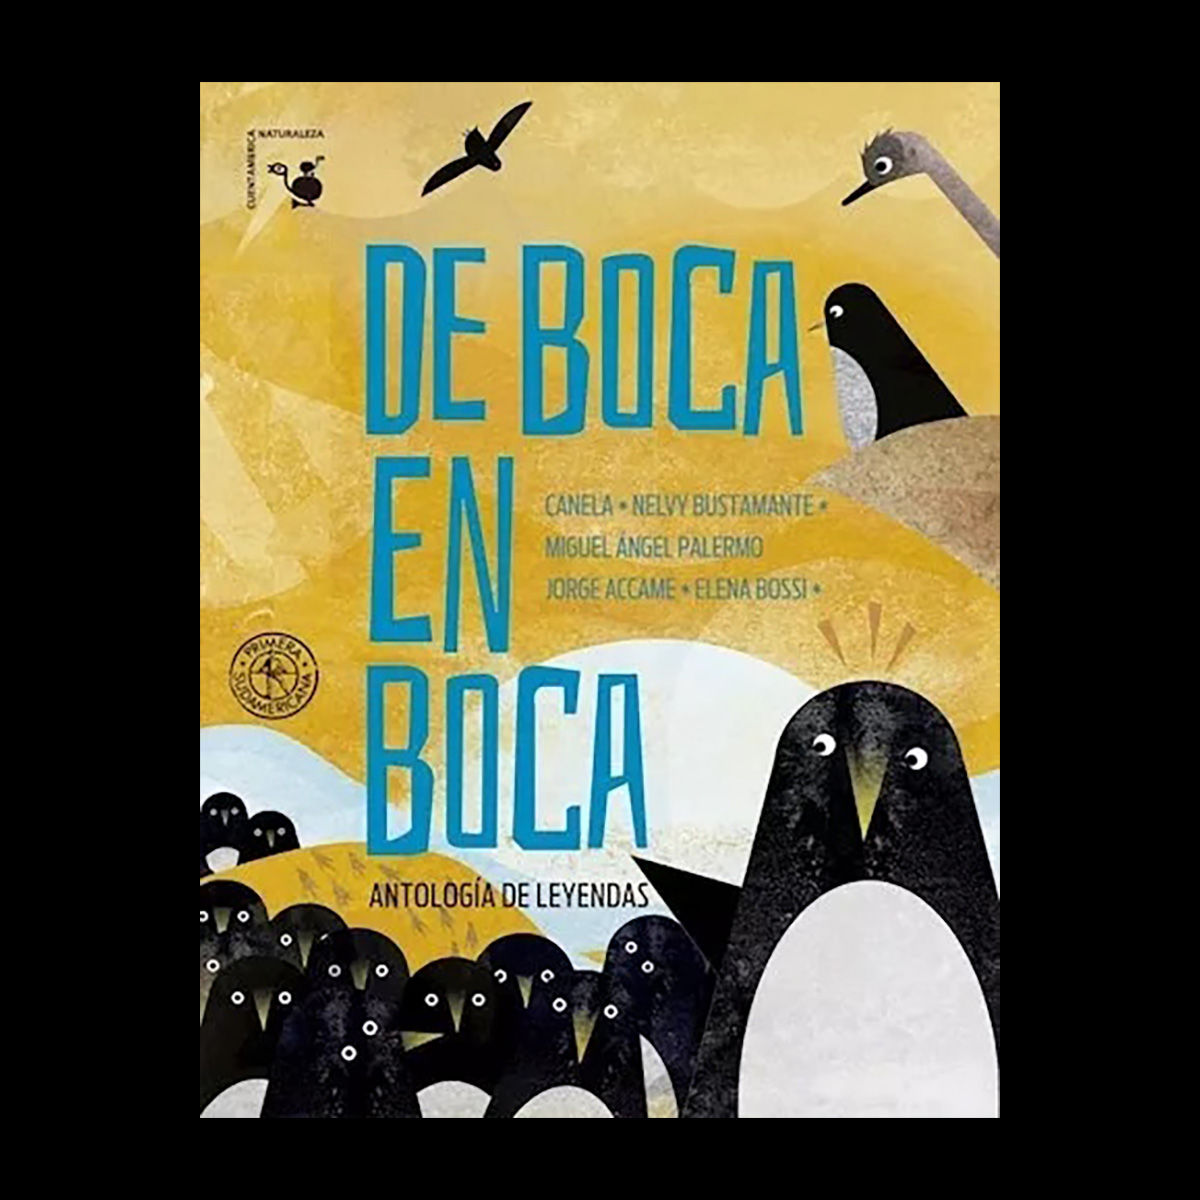 CUENTAMÉRICA
NATURALEZA
DE BOCA
EN
BOCA
CANELA • NELVY BUSTAMANTE •
MIGUEL ÁNGEL PALERMO
JORGE ACCAME • ELENA BOSSI •
PRIMERA
SUDAMERICANA
ANTOLOGÍA DE LEYENDAS